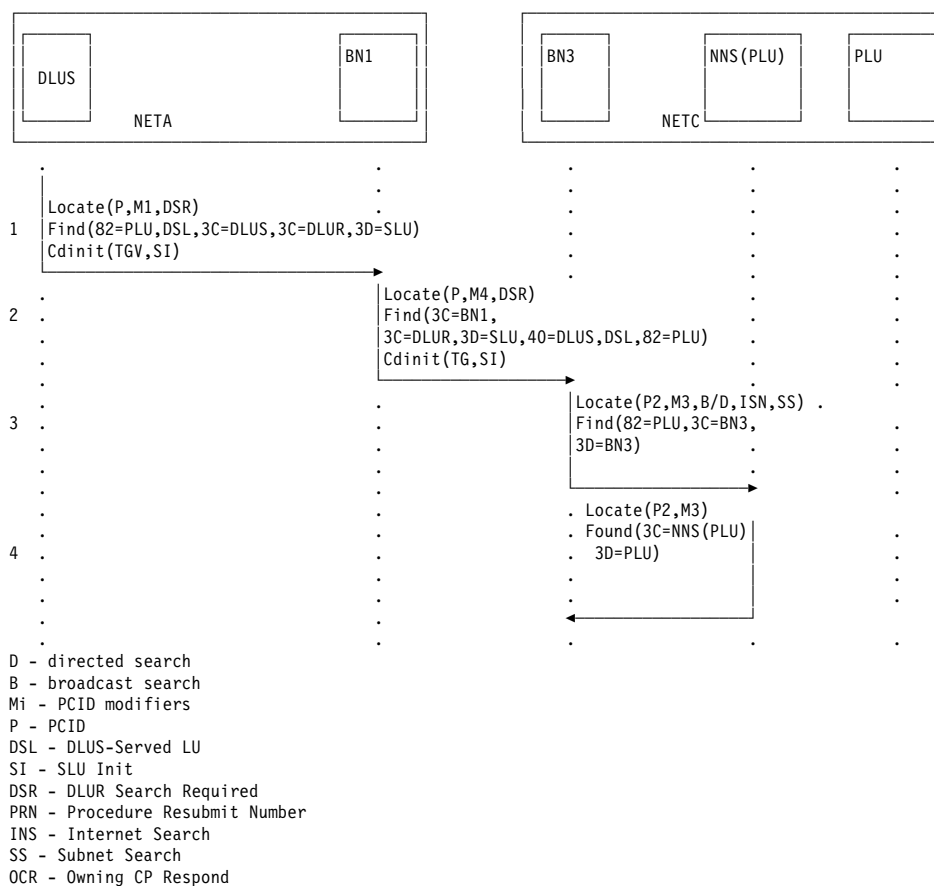 BN1 BN3 NNS(PLU) PLU
DLUS
NETA NETC
Locate(P,M1,DSR)
1 Find(82=PLU,DSL,3C=DLUS,3C=DLUR,3D=SLU)
Cdinit(TGV,SI)
Locate(P,M4,DSR)
2 Find(3C=BN1,
3C=DLUR,3D=SLU,40=DLUS,DSL,82=PLU)
Cdinit(TG,SI)
Locate(P2,M3,B/D,ISN,SS)
3 Find(82=PLU,3C=BN3,
3D=BN3)
Locate(P2,M3)
Found(3C=NNS(PLU)
4 3D=PLU)
D - directed search
B - broadcast search
Mi - PCID modifiers
P - PCID
DSL - DLUS-Served LU
SI - SLU Init
DSR - DLUR Search Required
PRN - Procedure Resubmit Number
INS - Internet Search
SS - Subnet Search
OCR - Owning CP Respond